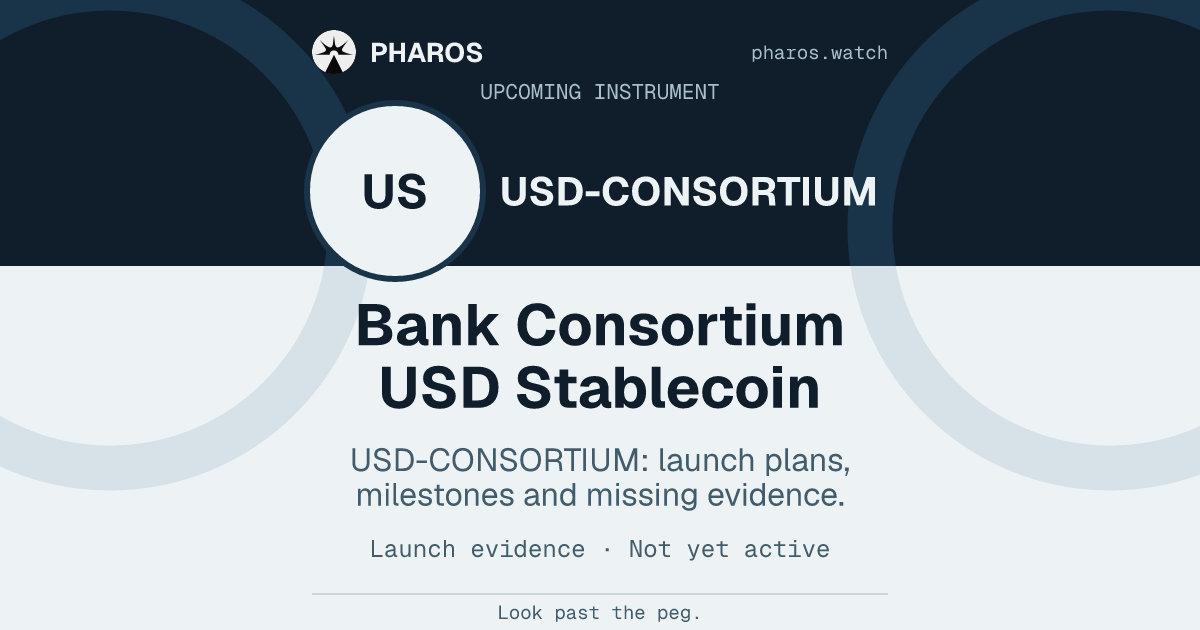 PHAROS
pharos.watch
UPCOMING INSTRUMENT
US
USD-CONSORTIUM
Bank Consortium
USD Stablecoin
USD-CONSORTIUM: launch plans,
milestones and missing evidence.
Launch evidence · Not yet active
Look past the peg.